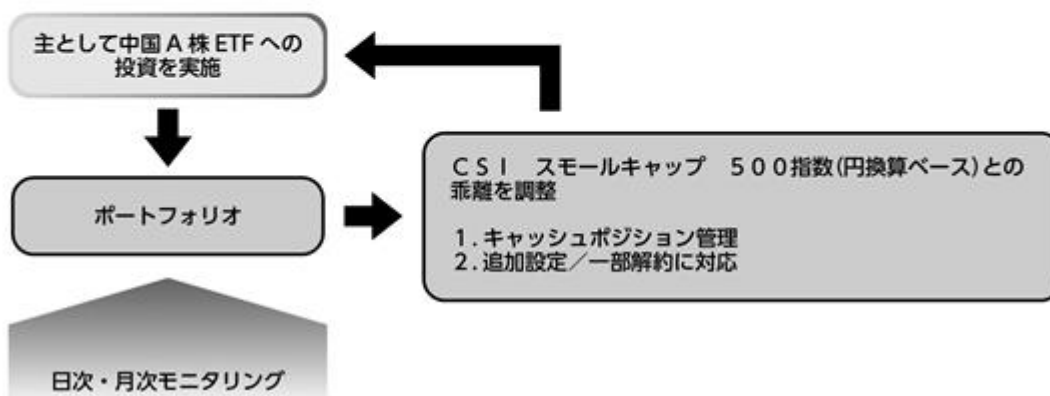 主として中国A株ETFへの
投資を実施
ポートフォリオ
CSI　スモールキャップ　500指数(円換算ベース)との
乖離を調整
1.キャッシュポジション管理
2.追加設定／一部解約に対応
日次・月次モニタリング